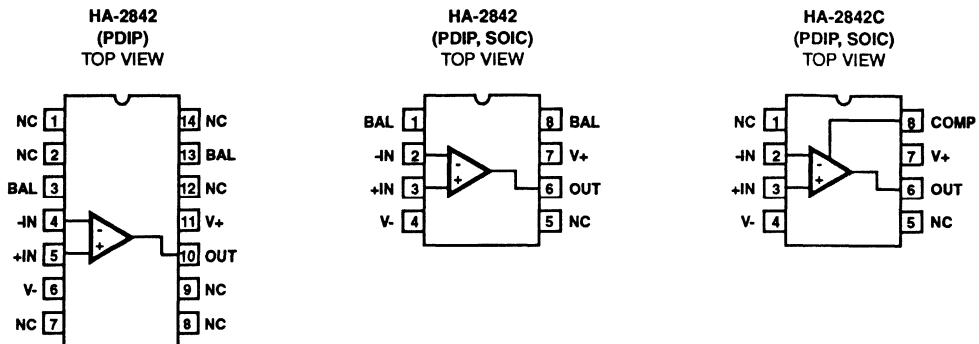 HA-2842
(PDIP)
TOP VIEW
NC 1
14 NC
NC 2
13 BAL
BAL 3
12 NC
-IN 4
11 V+
-
+
+IN 5
10 OUT
V- 6
9 NC
NC 7
8 NC
HA-2842
(PDIP, SOIC)
TOP VIEW
BAL 1
8 BAL
-IN 2
7 V+
-
+
+IN 3
6 OUT
V- 4
5 NC
HA-2842C
(PDIP, SOIC)
TOP VIEW
NC 1
8 COMP
-IN 2
7 V+
-
+
+IN 3
6 OUT
V- 4
5 NC